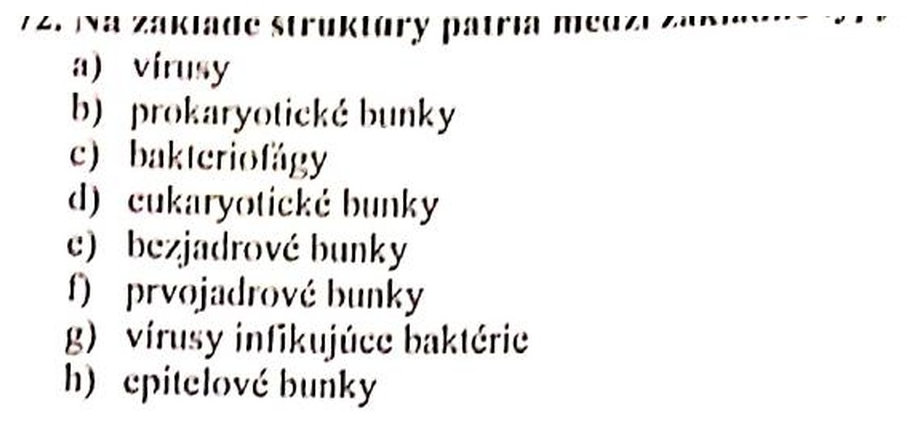 72. Na základe štruktúry patria medzi
a) vírusy
b) prokaryotické bunky
c) bakteriofágy
d) eukaryotické bunky
e) bezjadrové bunky
f) prvojadrové bunky
g) vírusy infikujúce baktérie
h) epitelové bunky